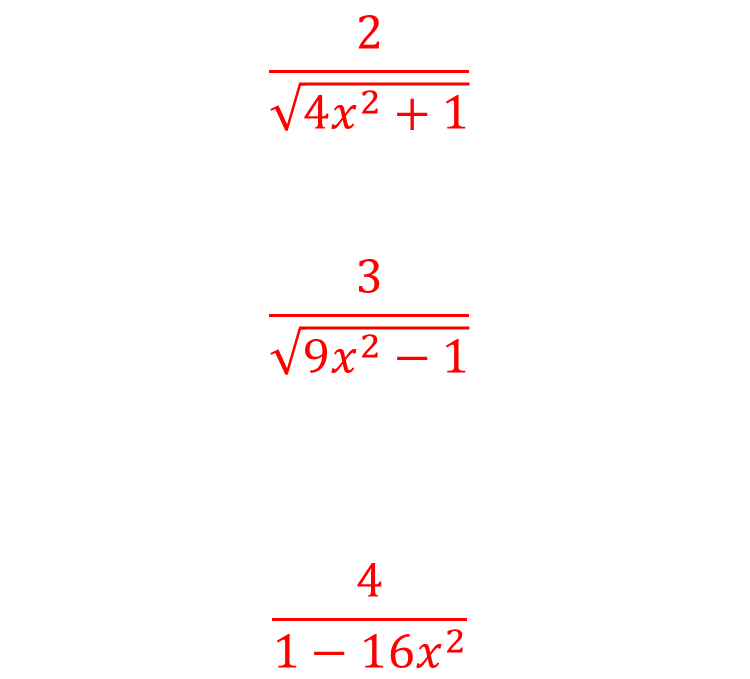 2
√4x² + 1
3
√9x² − 1
4
1 − 16x²